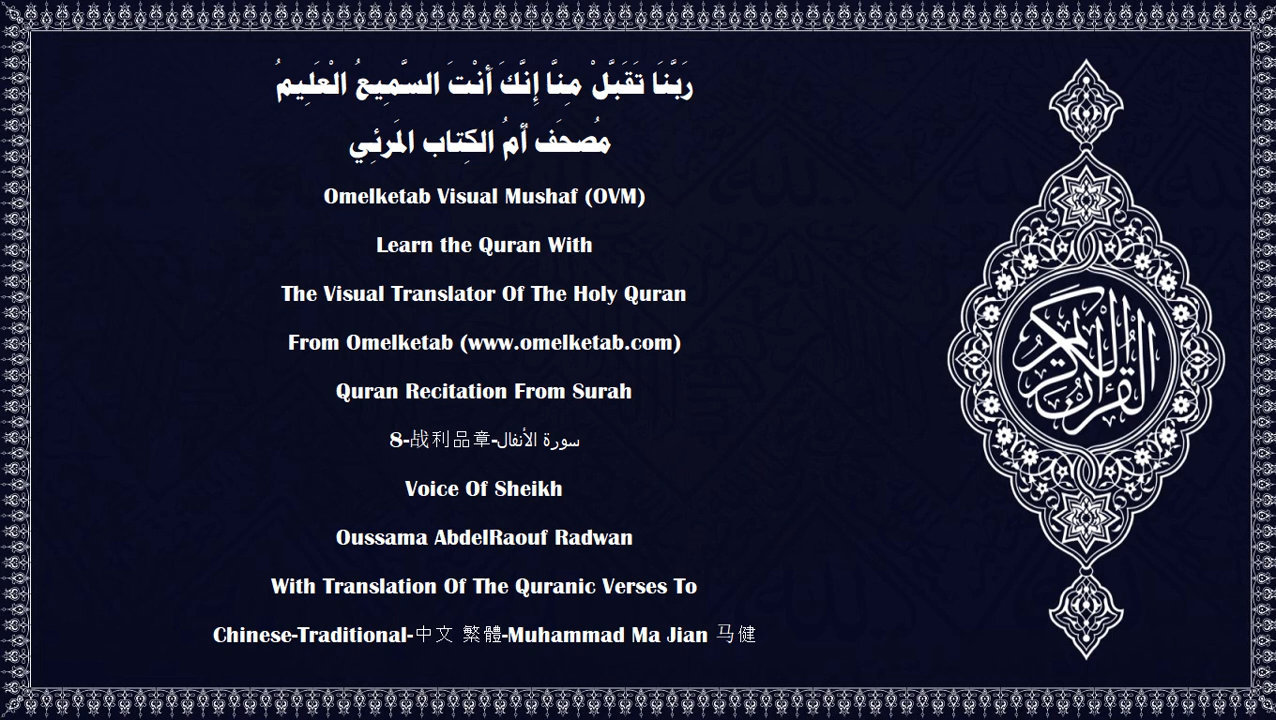 رَبَّنَا تَقَبَّلْ مِنَّا إِنَّكَ أَنْتَ السَّمِيعُ الْعَلِيمُ
مُصحَف أمُ الكِتاب المَرئِي
Omelketab Visual Mushaf (OVM)
Learn the Quran With
The Visual Translator Of The Holy Quran
From Omelketab (www.omelketab.com)
Quran Recitation From Surah
8-战利品章-سورة الأنفال
Voice Of Sheikh
Oussama AbdelRaouf Radwan
With Translation Of The Quranic Verses To
Chinese-Traditional-中文 繁體-Muhammad Ma Jian 马健
القرآن الكريم